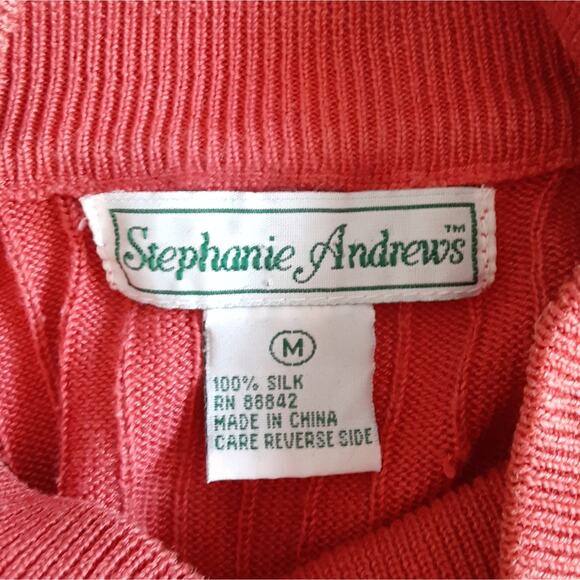 Stephanie Andrews™
M
100% SILK
RN 86842
MADE IN CHINA
CARE REVERSE SIDE